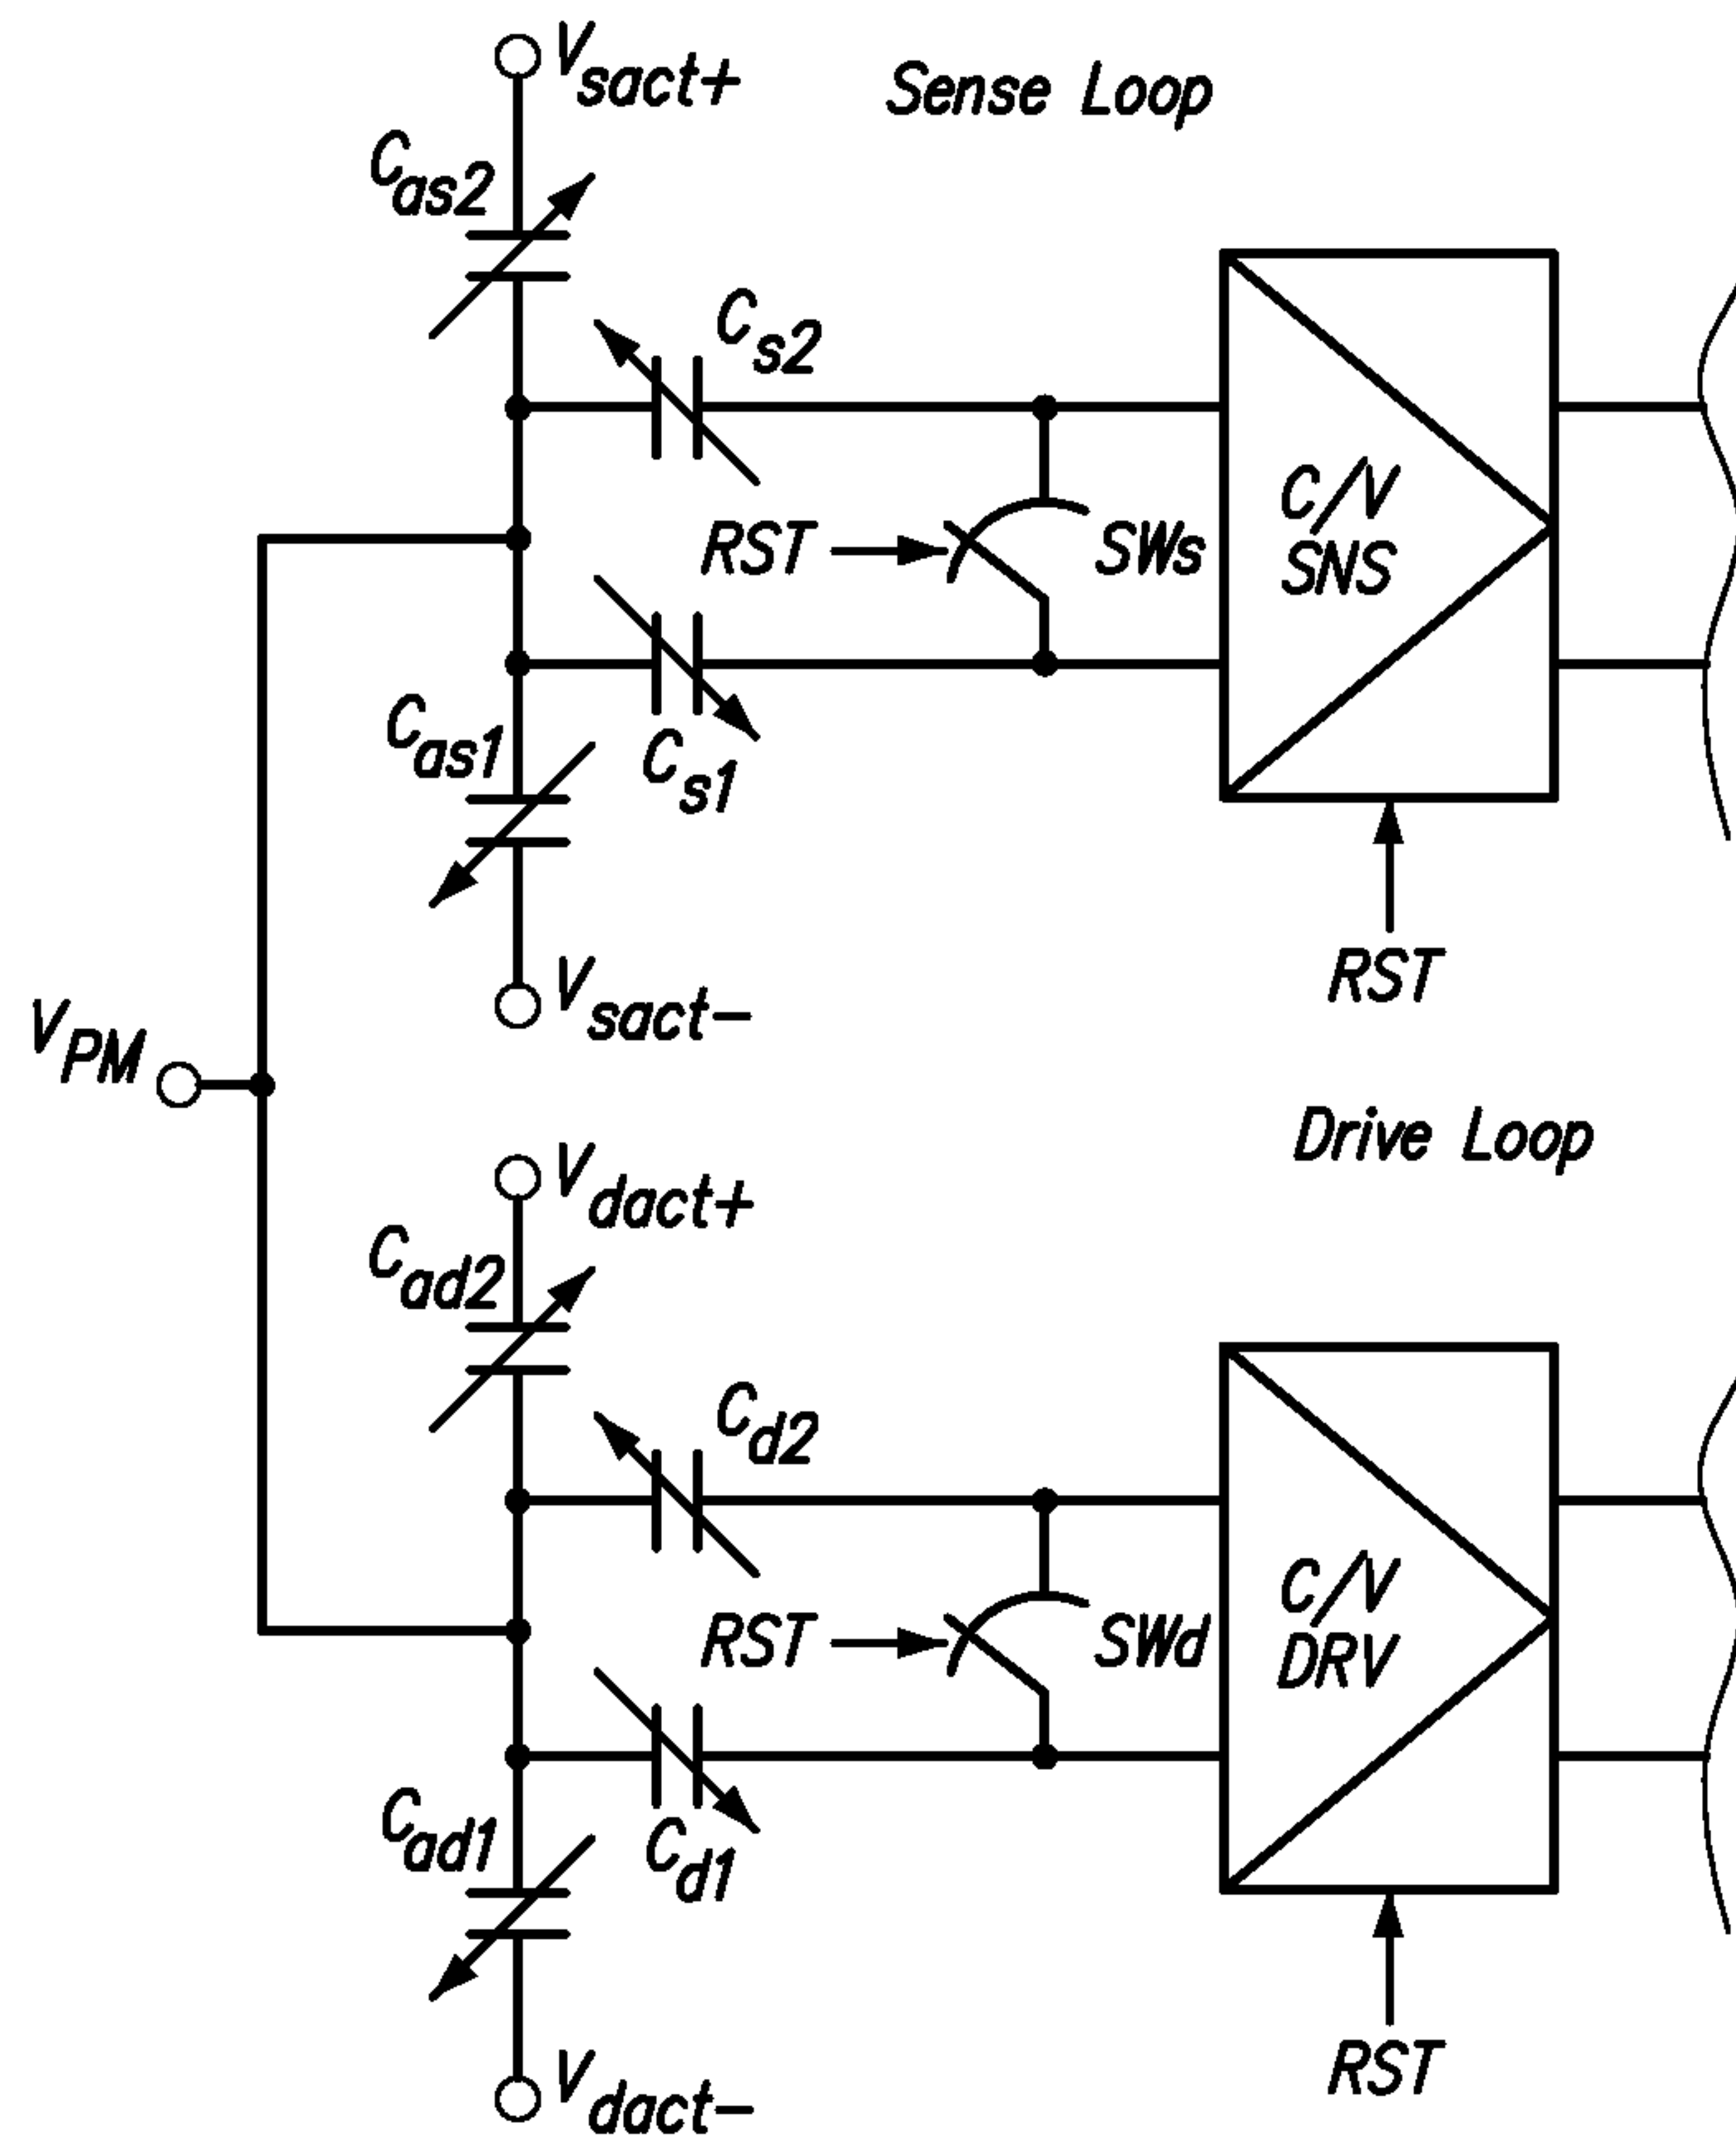 Vsact+
Sense Loop
Cas2
Cs2
C/V
SNS
RST
SWs
Cas1
Cs1
RST
Vsact-
VPM
Drive Loop
Vdact+
Cad2
Cd2
C/V
DRV
RST
SWd
Cad1
Cd1
RST
Vdact-